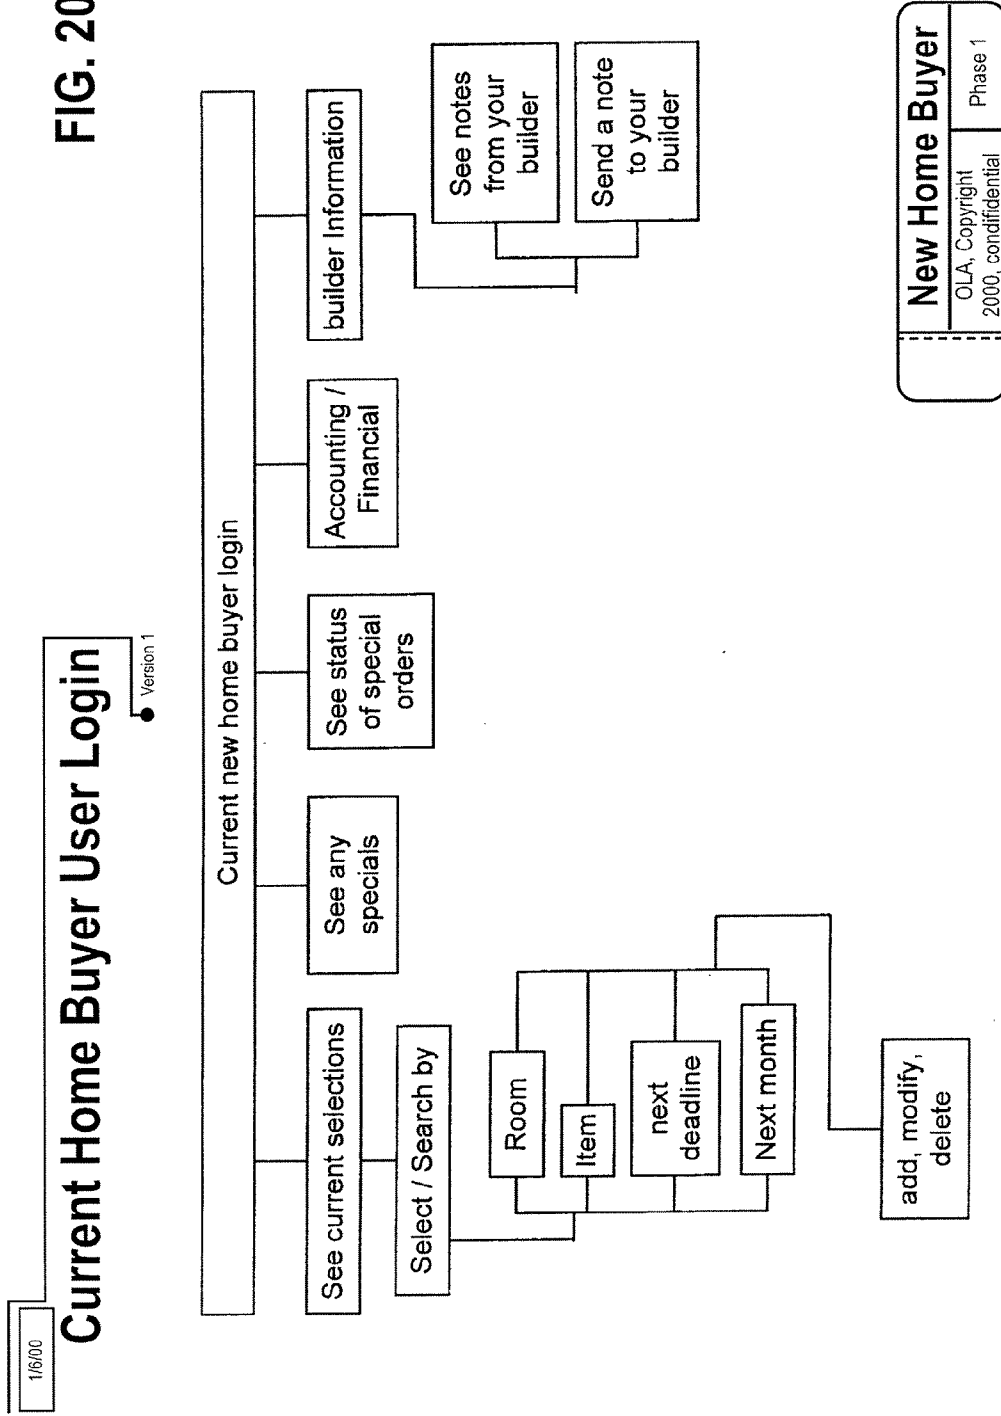 1/6/00
FIG. 20
Current Home Buyer User Login
Version 1
Current new home buyer login
See current selections
Select / Search by
Room
Item
next
deadline
Next month
add, modify,
delete
See any
specials
See status
of special
orders
Accounting /
Financial
builder Information
See notes
from your
builder
Send a note
to your
builder
New Home Buyer
OLA, Copyright
2000, condifidential
Phase 1